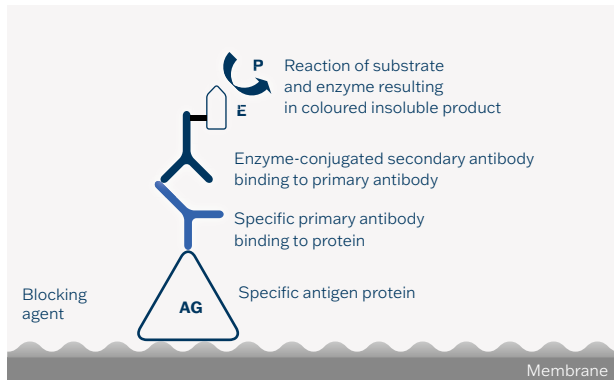 P
Reaction of substrate
and enzyme resulting
in coloured insoluble product
E
Enzyme-conjugated secondary antibody
binding to primary antibody
Specific primary antibody
binding to protein
Specific antigen protein
AG
Blocking
agent
Membrane